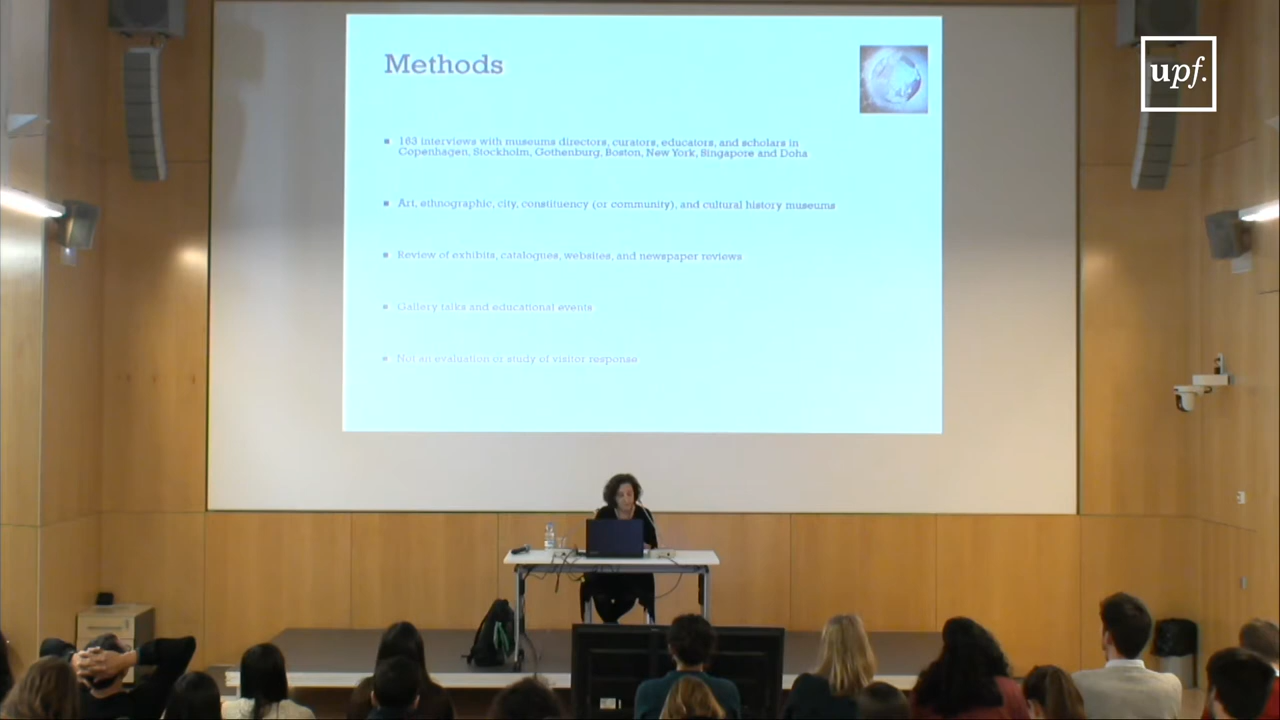 Methods
upf.
163 interviews with museums directors, curators, educators, and scholars in
Copenhagen, Stockholm, Gothenburg, Boston, New York, Singapore and Doha
Art, ethnographic, city, constituency (or community), and cultural history museums
Review of exhibits, catalogues, websites, and newspaper reviews
Gallery talks and educational events
Not an evaluation or study of visitor response